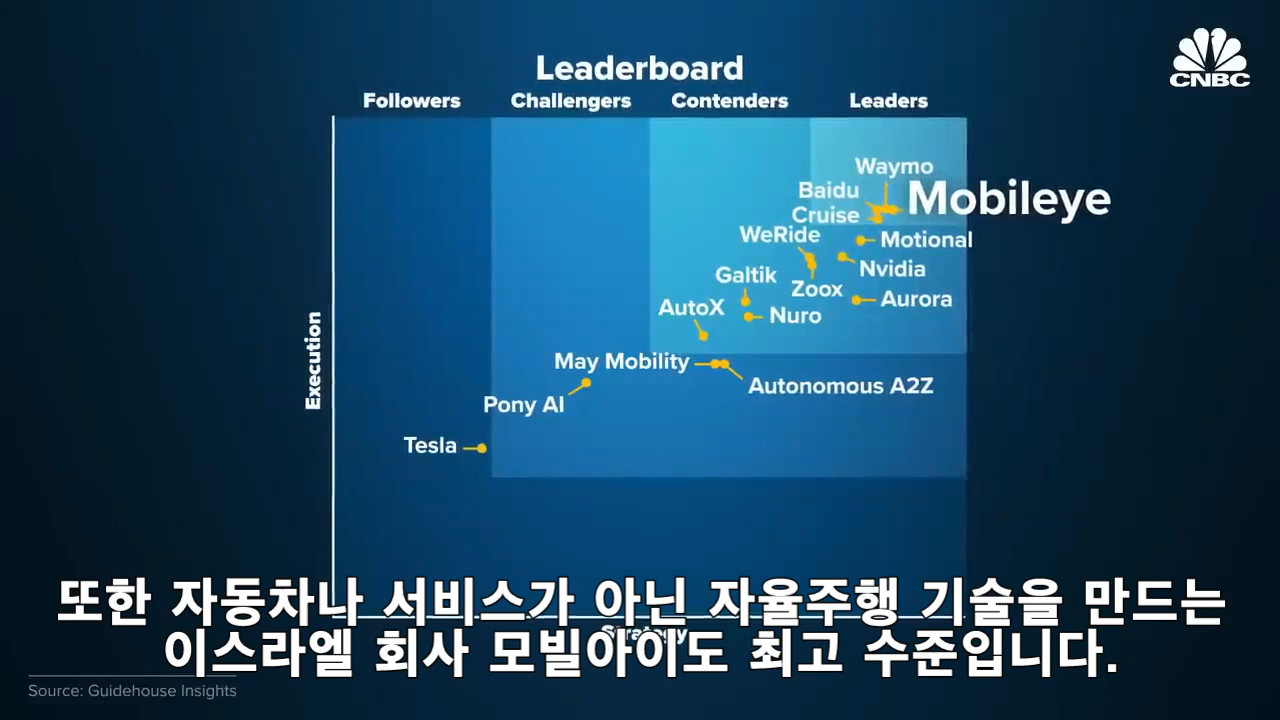 CNBC
Leaderboard
Followers Challengers Contenders Leaders
Waymo
Baidu
Mobileye
Cruise
WeRide
Motional
Nvidia
Galtik
Zoox
Aurora
AutoX
Nuro
May Mobility
Autonomous A2Z
Pony AI
Tesla
Execution
Strategy
또한 자동차나 서비스가 아닌 자율주행 기술을 만드는
이스라엘 회사 모빌아이도 최고 수준입니다.
Source: Guidehouse Insights